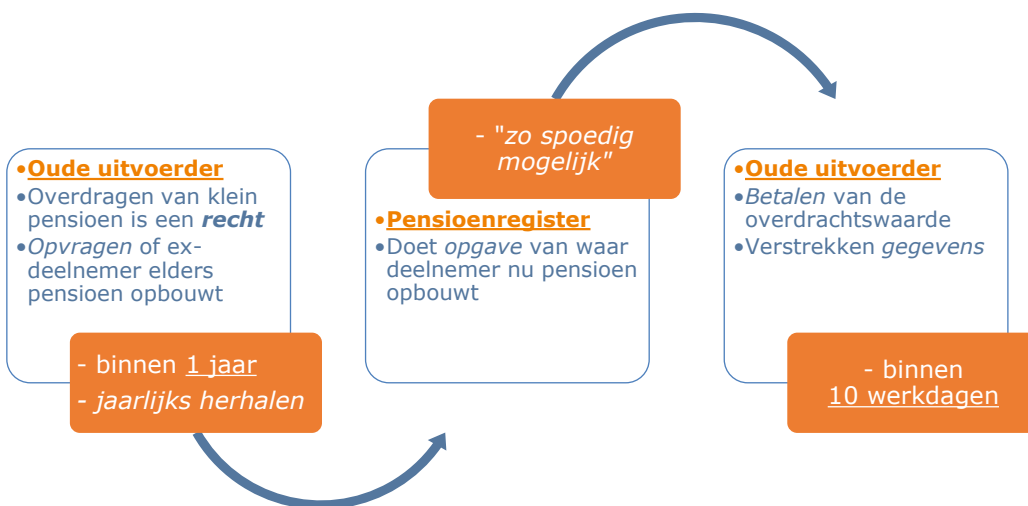 •Oude uitvoerder
•Overdragen van klein
pensioen is een recht
•Opvragen of ex-
deelnemer elders
pensioen opbouwt
- binnen 1 jaar
- jaarlijks herhalen
- "zo spoedig
mogelijk"
•Pensioenregister
•Doet opgave van waar
deelnemer nu pensioen
opbouwt
•Oude uitvoerder
•Betalen van de
overdrachtswaarde
•Verstrekken gegevens
- binnen
10 werkdagen